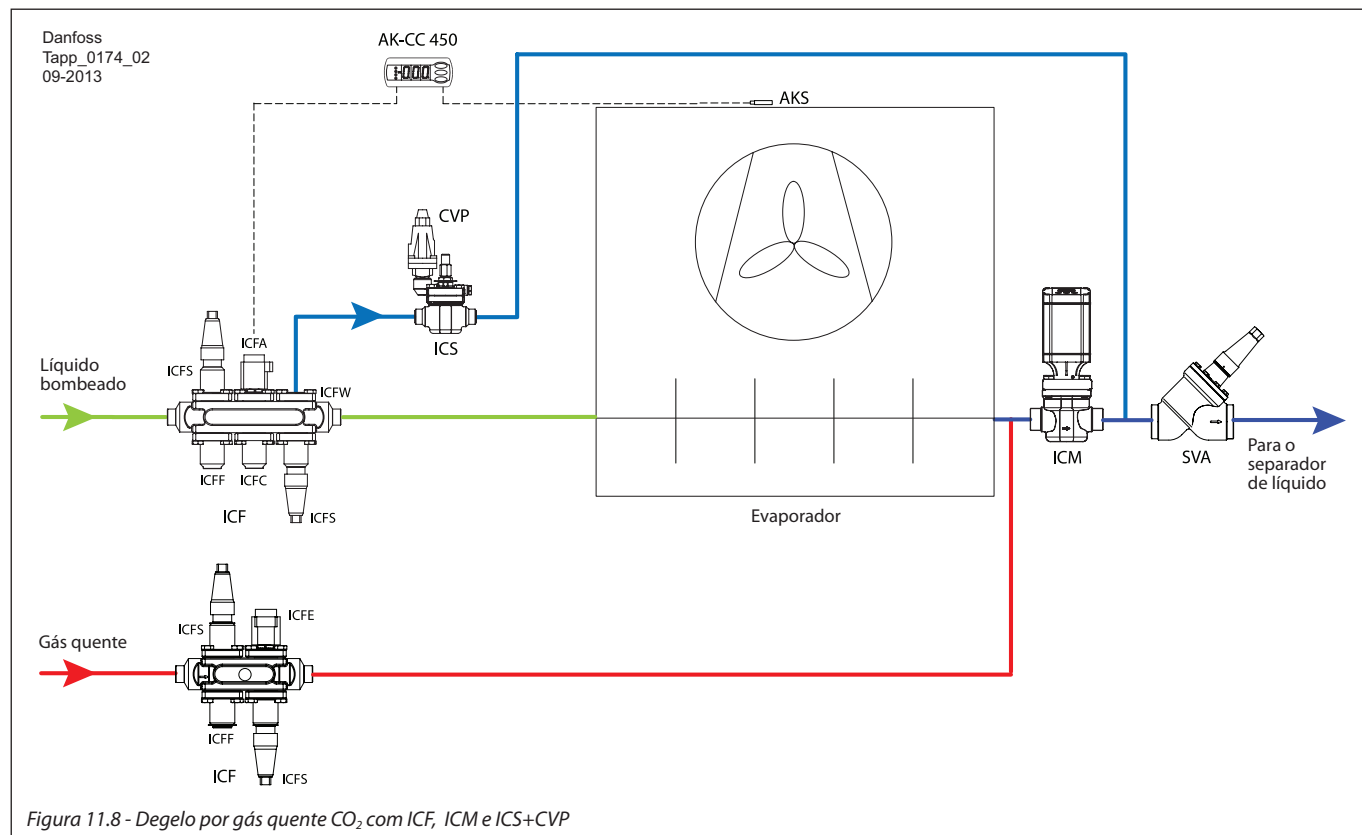 Danfoss
Tapp_0174_02
09-2013
AK-CC 450
000
AKS
CVP
ICS
ICFS
ICFA
ICFW
Líquido
bombeado
ICFF
ICFC
ICFS
ICF
Evaporador
ICM
SVA
Para o
separador
de líquido
ICFS
ICFE
Gás quente
ICFF
ICFS
ICF
Figura 11.8 - Degelo por gás quente CO₂ com ICF, ICM e ICS+CVP